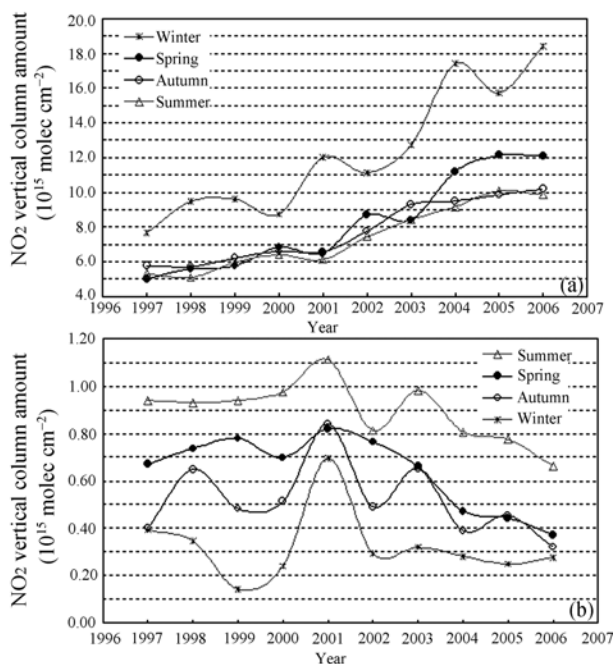 NO2 vertical column amount
(10¹⁵ molec cm⁻²)
20.0
18.0
16.0
14.0
12.0
10.0
8.0
6.0
4.0
Winter
Spring
Autumn
Summer
(a)
1996 1997 1998 1999 2000 2001 2002 2003 2004 2005 2006 2007
Year
NO2 vertical column amount
(10¹⁵ molec cm⁻²)
1.20
1.00
0.80
0.60
0.40
0.20
0.00
Summer
Spring
Autumn
Winter
(b)
1996 1997 1998 1999 2000 2001 2002 2003 2004 2005 2006 2007
Year